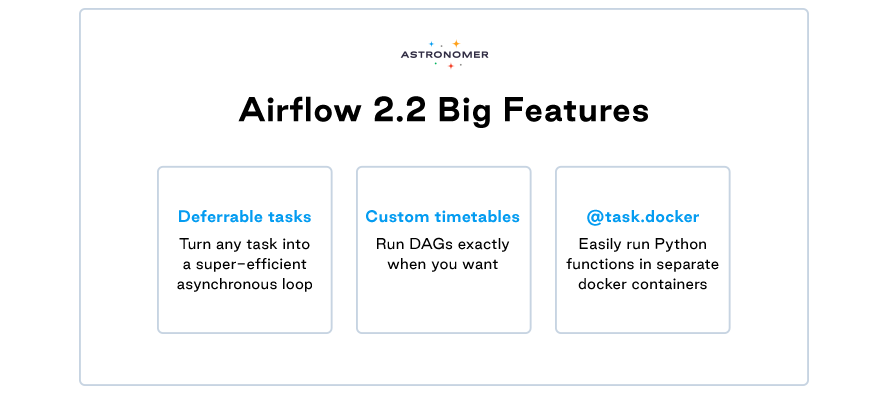 ASTRONOMER
Airflow 2.2 Big Features
Deferrable tasks
Turn any task into
a super-efficient
asynchronous loop
Custom timetables
Run DAGs exactly
when you want
@task.docker
Easily run Python
functions in separate
docker containers